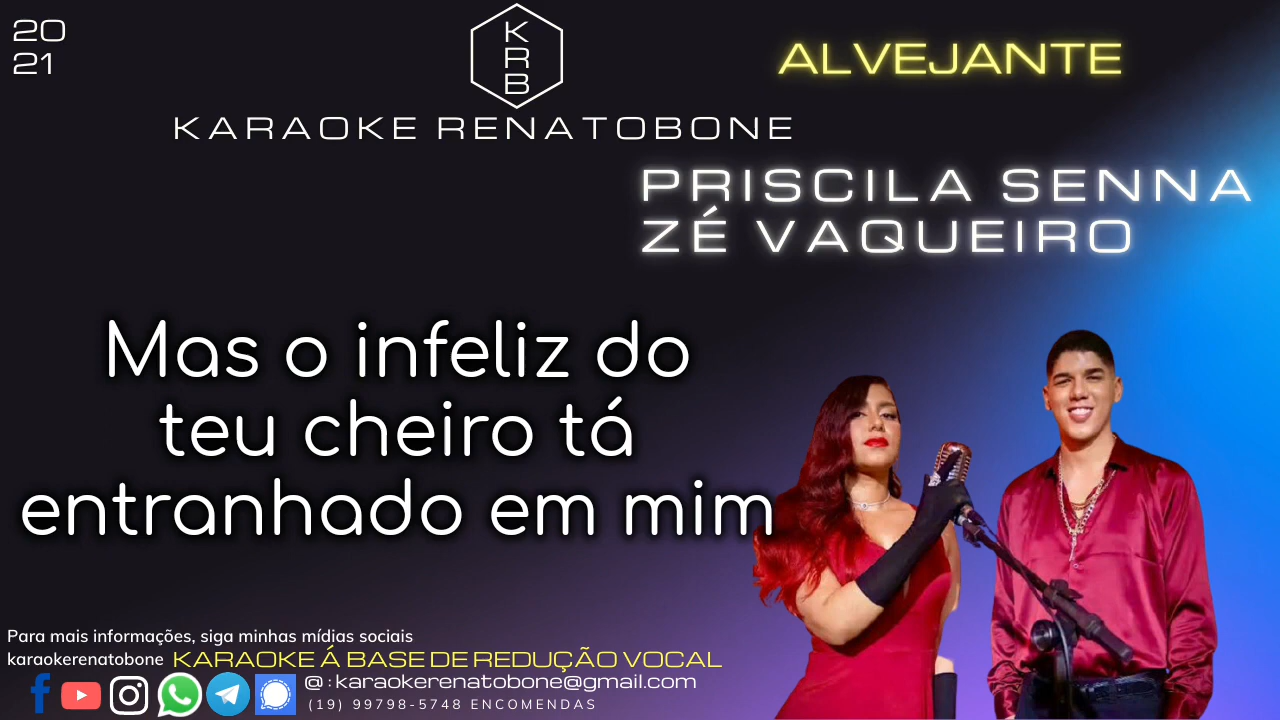 20
21
K
R
B
KARAOKE RENATOBONE
ALVEJANTE
PRISCILA SENNA
ZÉ VAQUEIRO
Mas o infeliz do
teu cheiro tá
entranhado em mim
Para mais informações, siga minhas mídias sociais
karaokerenatobone KARAOKE Á BASE DE REDUÇÃO VOCAL
@:karaokerenatobone@gmail.com
(19) 99798-5748 ENCOMENDAS